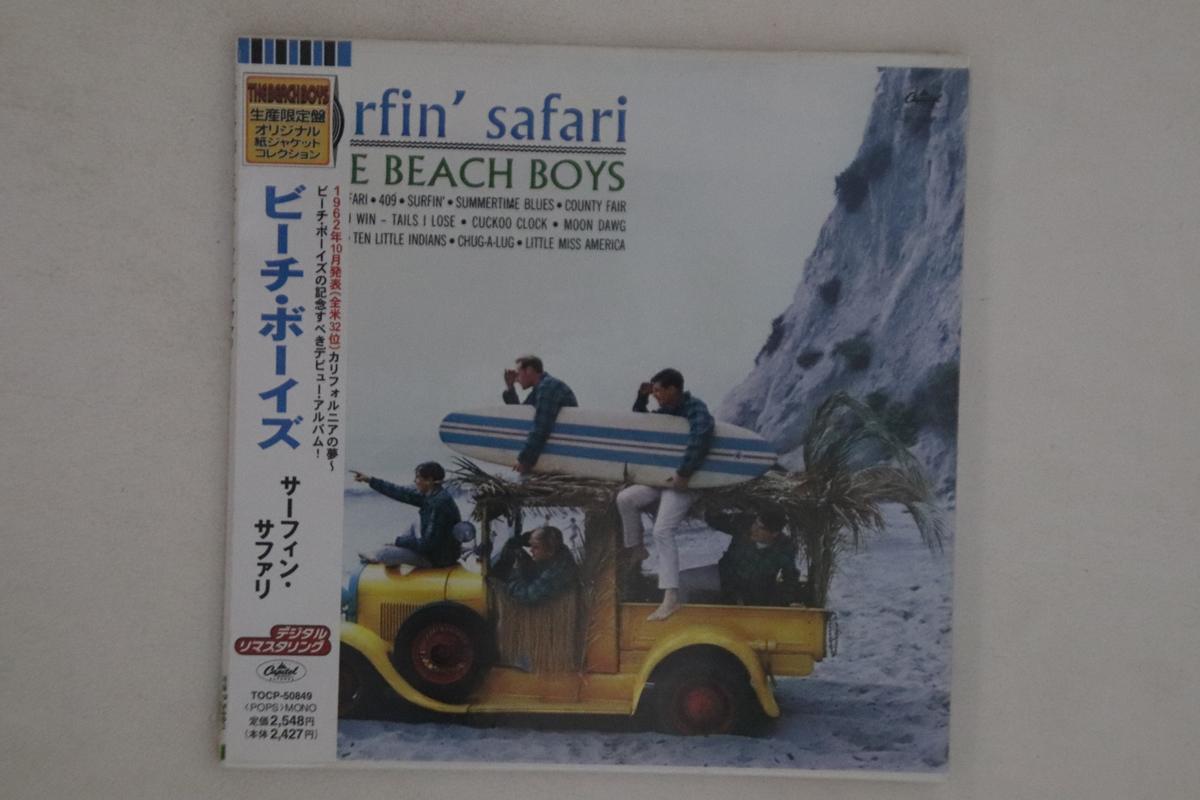 THE BEACH BOYS
生産限定盤
オリジナル
紙ジャケット
コレクション
1962年10月発表(全米32位)カリフォルニアの夢～
ビーチ・ボーイズの記念すべきデビュー・アルバム!
ビーチ・ボーイズ
サーフィン・
サファリ
デジタル
リマスタリング
Capitol
RECORDS
TOCP-50849
〈POPS〉MONO
定価2,548円
(本体2,427円)
rfin' safari
E BEACH BOYS
FARI • 409 • SURFIN' • SUMMERTIME BLUES • COUNTY FAIR
I WIN – TAILS I LOSE • CUCKOO CLOCK • MOON DAWG
• TEN LITTLE INDIANS • CHUG-A-LUG • LITTLE MISS AMERICA
Capitol